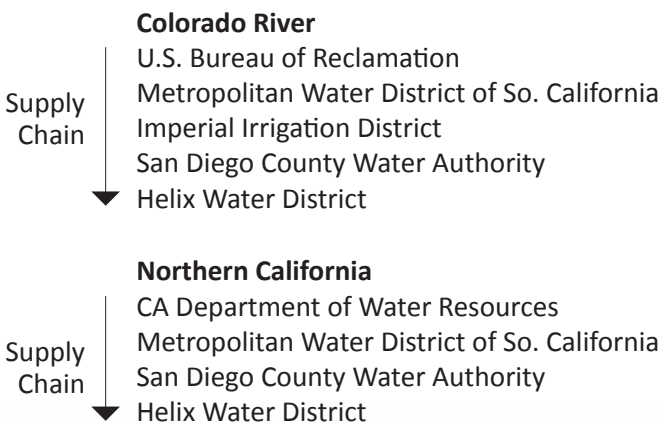 Colorado River
U.S. Bureau of Reclamation
Metropolitan Water District of So. California
Imperial Irrigation District
San Diego County Water Authority
Helix Water District
Supply
Chain
Northern California
CA Department of Water Resources
Metropolitan Water District of So. California
San Diego County Water Authority
Helix Water District
Supply
Chain